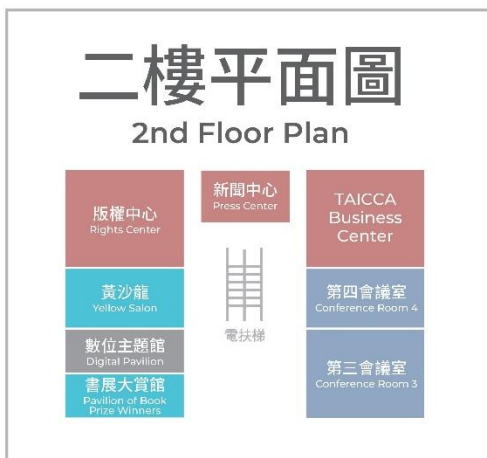 二樓平面圖
2nd Floor Plan
版權中心
Rights Center
新聞中心
Press Center
TAICCA
Business
Center
黃沙龍
Yellow Salon
電扶梯
第四會議室
Conference Room 4
數位主題館
Digital Pavilion
書展大賞館
Pavilion of Book
Prize Winners
第三會議室
Conference Room 3